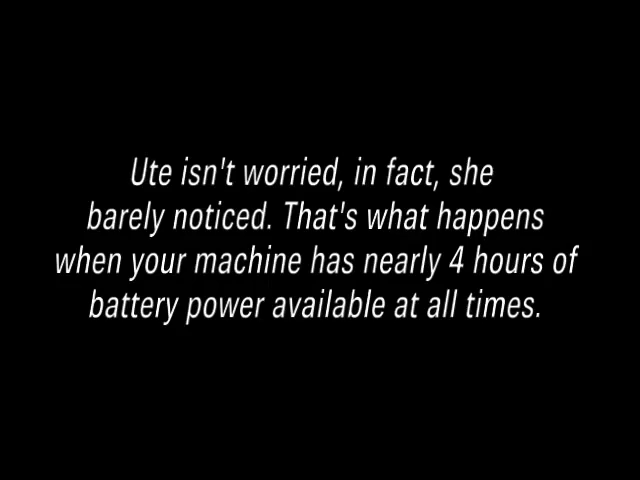 Ute isn't worried, in fact, she
barely noticed. That's what happens
when your machine has nearly 4 hours of
battery power available at all times.